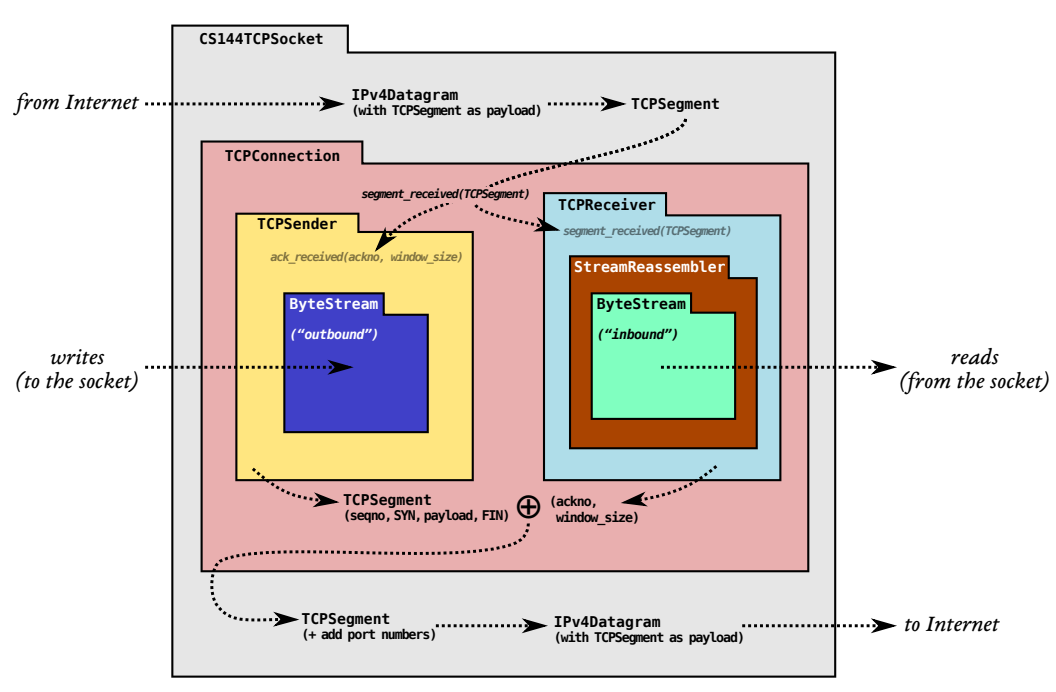 CS144TCPSocket
from Internet
IPv4Datagram
(with TCPSegment as payload)
TCPSegment
TCPConnection
segment_received(TCPSegment)
TCPSender
ack_received(ackno, window_size)
ByteStream
(“outbound”)
TCPReceiver
segment_received(TCPSegment)
StreamReassembler
ByteStream
(“inbound”)
writes
(to the socket)
reads
(from the socket)
TCPSegment
(seqno, SYN, payload, FIN)
⊕
(ackno,
window_size)
TCPSegment
(+ add port numbers)
IPv4Datagram
(with TCPSegment as payload)
to Internet